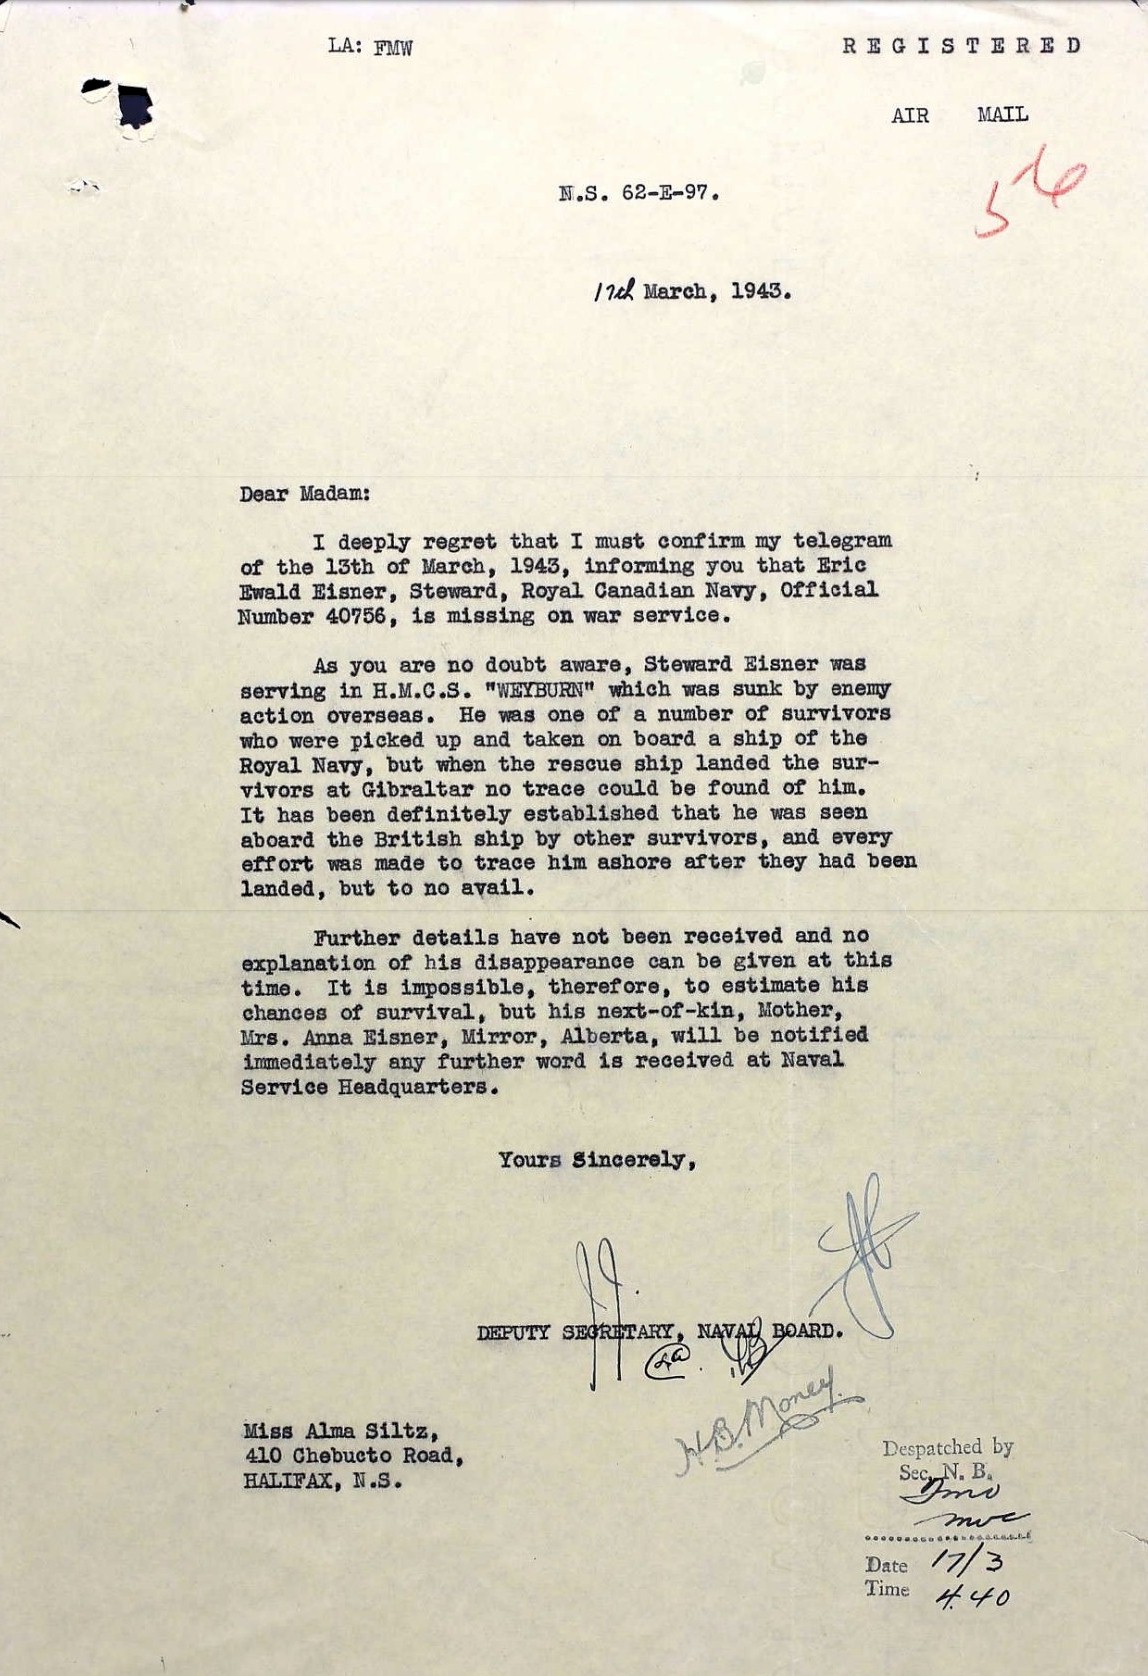 LA: FMW
REGISTERED
AIR MAIL
56
N.S. 62-E-97.
17th March, 1943.
Dear Madam:
I deeply regret that I must confirm my telegram
of the 13th of March, 1943, informing you that Eric
Ewald Eisner, Steward, Royal Canadian Navy, Official
Number 40756, is missing on war service.
As you are no doubt aware, Steward Eisner was
serving in H.M.C.S. "WEYBURN" which was sunk by enemy
action overseas. He was one of a number of survivors
who were picked up and taken on board a ship of the
Royal Navy, but when the rescue ship landed the sur-
vivors at Gibraltar no trace could be found of him.
It has been definitely established that he was seen
aboard the British ship by other survivors, and every
effort was made to trace him ashore after they had been
landed, but to no avail.
Further details have not been received and no
explanation of his disappearance can be given at this
time. It is impossible, therefore, to estimate his
chances of survival, but his next-of-kin, Mother,
Mrs. Anna Eisner, Mirror, Alberta, will be notified
immediately any further word is received at Naval
Service Headquarters.
Yours Sincerely,
DEPUTY SECRETARY, NAVAL BOARD.
H.B. Money.
Miss Alma Siltz,
410 Chebucto Road,
HALIFAX, N.S.
Despatched by
Sec. N. B.
Date 17/3
Time 4.40